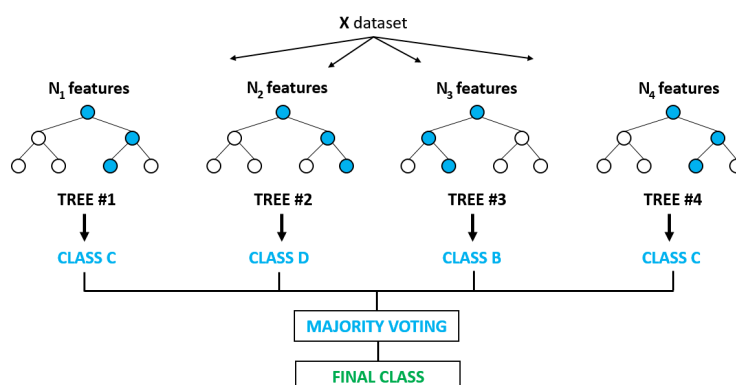 X dataset
N₁ features
N₂ features
N₃ features
N₄ features
TREE #1
TREE #2
TREE #3
TREE #4
CLASS C
CLASS D
CLASS B
CLASS C
MAJORITY VOTING
FINAL CLASS